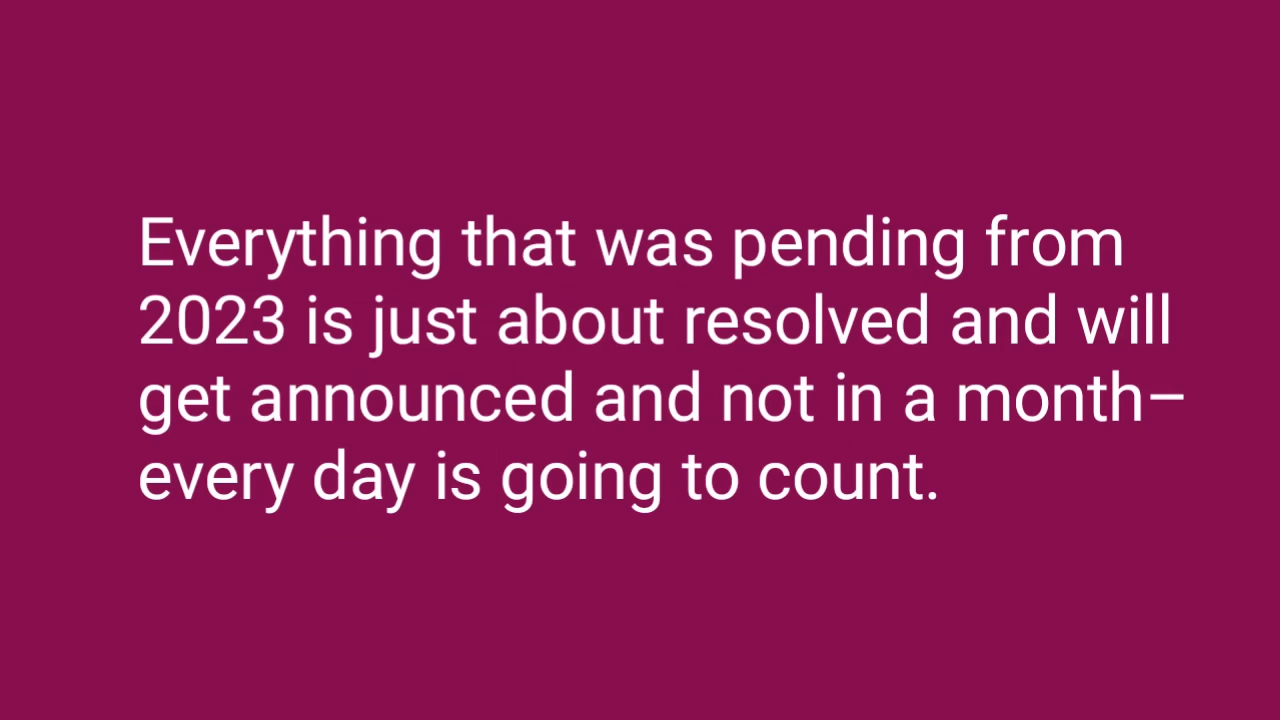 Everything that was pending from
2023 is just about resolved and will
get announced and not in a month–
every day is going to count.